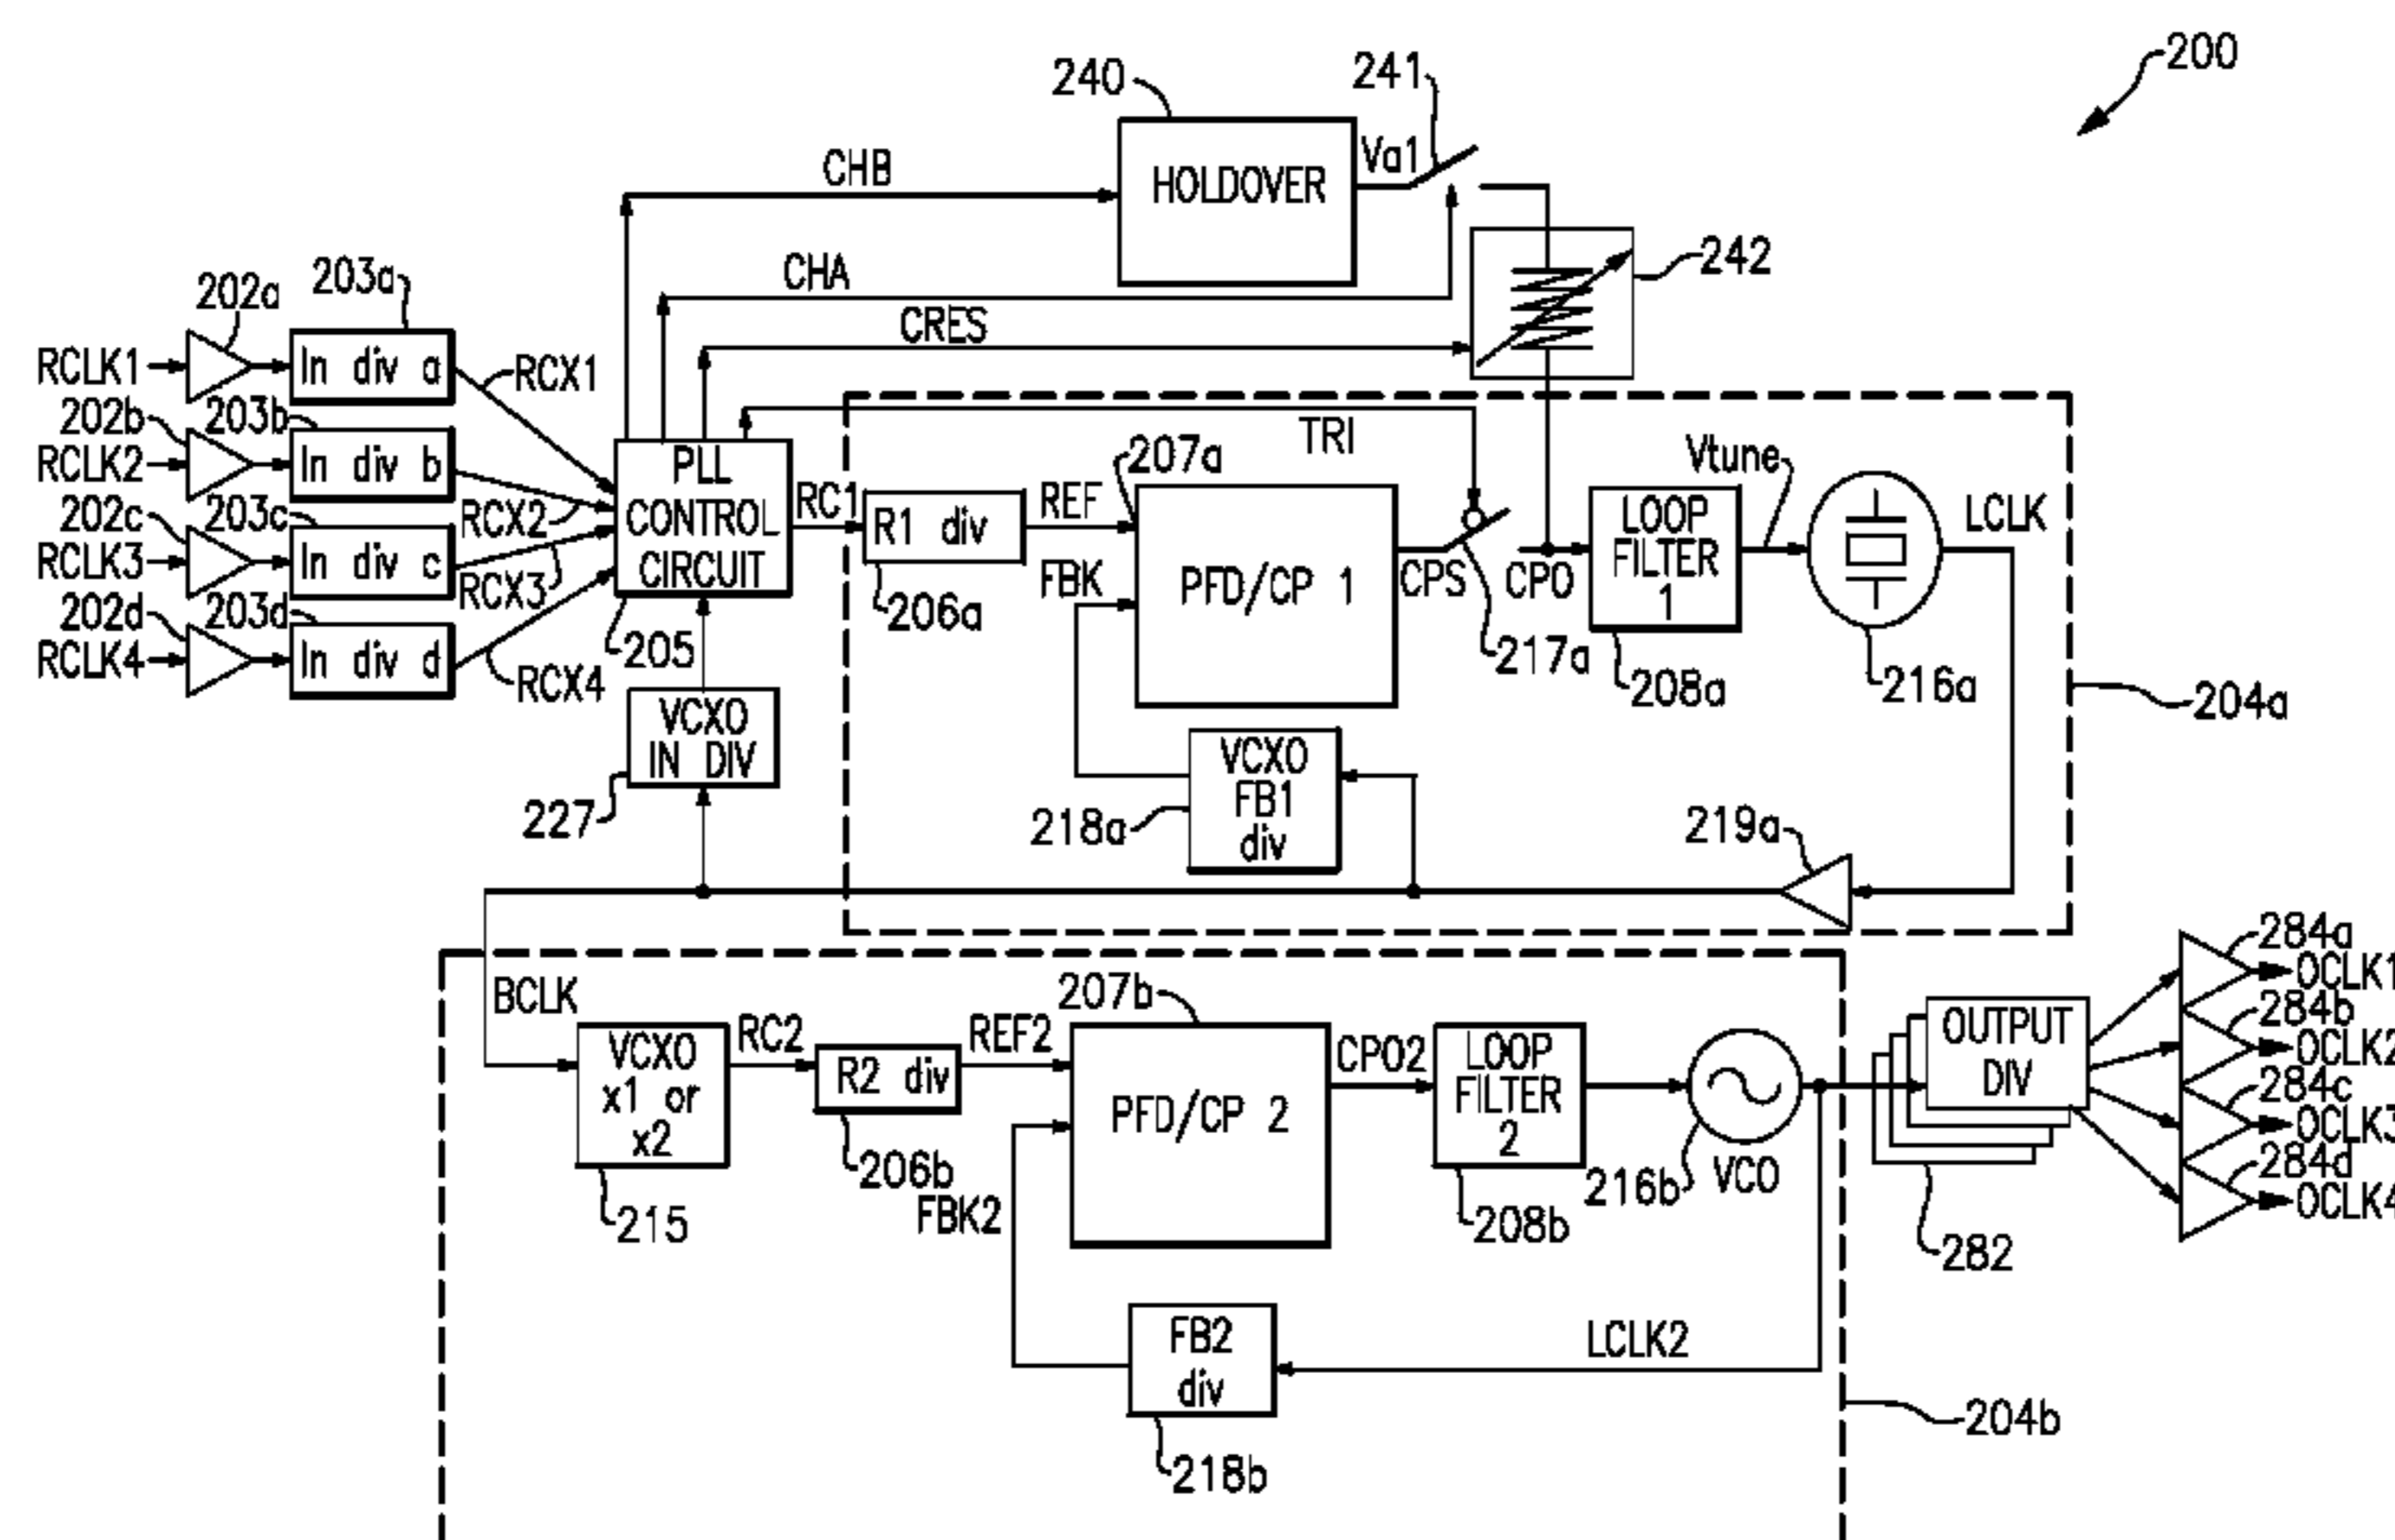 200
240
241
CHB
HOLDOVER
Va1
242
CHA
CRES
202a
203a
RCLK1
In div a
RCX1
202b
203b
RCLK2
In div b
RCX2
202c
203c
RCLK3
In div c
RCX3
202d
203d
RCLK4
In div d
RCX4
PLL
CONTROL
CIRCUIT
205
RC1
R1 div
206a
REF
207a
TRI
FBK
PFD/CP 1
CPS
217a
CPO
LOOP
FILTER
1
208a
Vtune
216a
LCLK
204a
VCXO
IN DIV
227
VCXO
FB1
div
218a
219a
BCLK
VCXO
x1 or
x2
215
RC2
R2 div
206b
REF2
207b
FBK2
PFD/CP 2
CPO2
LOOP
FILTER
2
208b
216b
VCO
OUTPUT
DIV
282
284a
OCLK1
284b
OCLK2
284c
OCLK3
284d
OCLK4
FB2
div
218b
LCLK2
204b